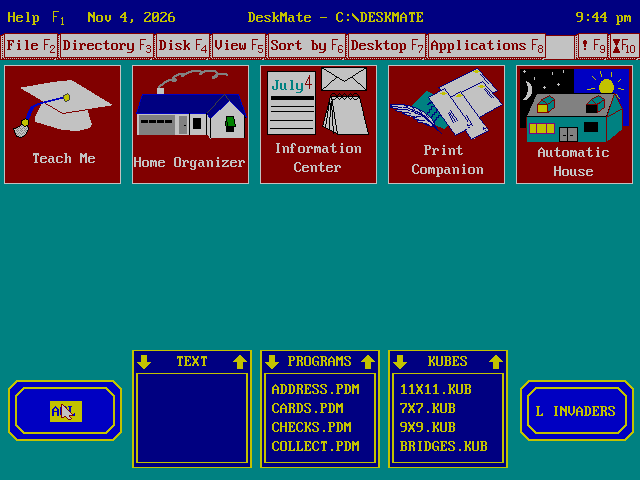 Help F1 Nov 4, 2026 DeskMate - C:\DESKMATE 9:44 pm
File F2 Directory F3 Disk F4 View F5 Sort by F6 Desktop F7 Applications F8 ! F9 F10
July 4
Teach Me
Home Organizer
Information
Center
Print
Companion
Automatic
House
TEXT
PROGRAMS
ADDRESS.PDM
CARDS.PDM
CHECKS.PDM
COLLECT.PDM
KUBES
11X11.KUB
7X7.KUB
9X9.KUB
BRIDGES.KUB
L INVADERS